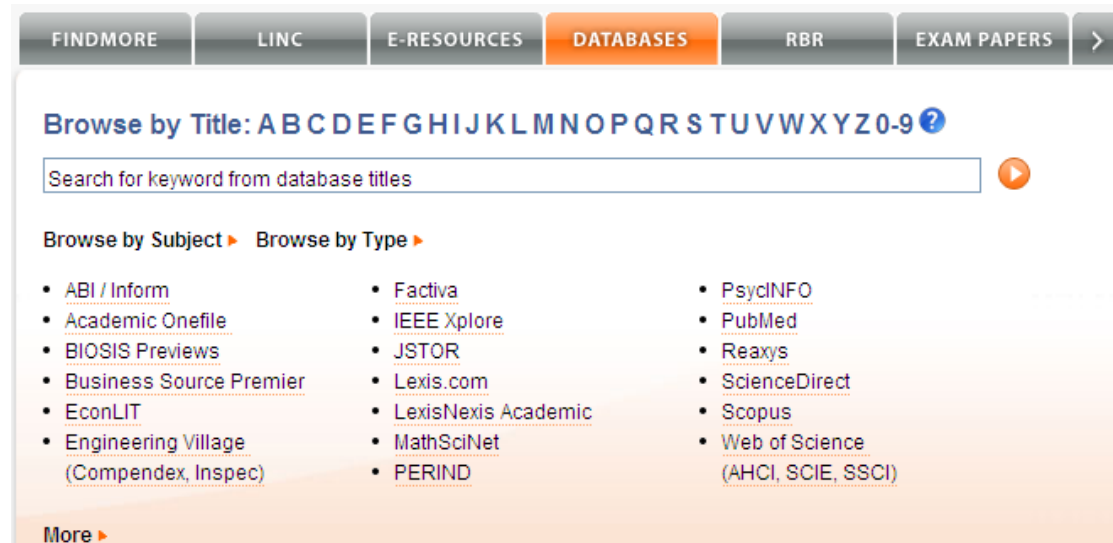 FINDMORE LINC E-RESOURCES DATABASES RBR EXAM PAPERS >
Browse by Title: A B C D E F G H I J K L M N O P Q R S T U V W X Y Z 0-9 ?
Search for keyword from database titles
Browse by Subject Browse by Type
ABI / Inform
Academic Onefile
BIOSIS Previews
Business Source Premier
EconLIT
Engineering Village
(Compendex, Inspec)
Factiva
IEEE Xplore
JSTOR
Lexis.com
LexisNexis Academic
MathSciNet
PERIND
PsycINFO
PubMed
Reaxys
ScienceDirect
Scopus
Web of Science
(AHCI, SCIE, SSCI)
More